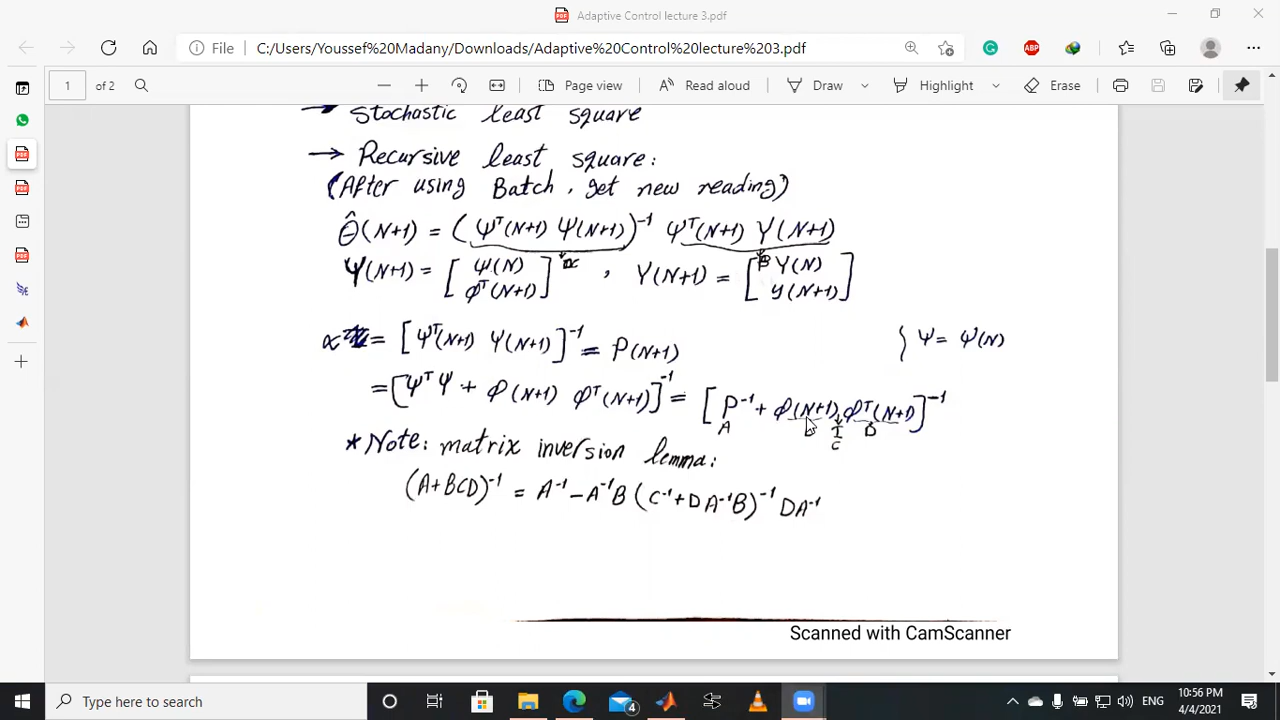 Adaptive Control lecture 3.pdf
File C:/Users/Youssef%20Madany/Downloads/Adaptive%20Control%20lecture%203.pdf
ABP
1 of 2 Page view Read aloud Draw Highlight Erase
→ Stochastic least square
→ Recursive least square:
(After using Batch, get new reading)
θ̂(N+1) = (Ψᵀ(N+1) Ψ(N+1))⁻¹ Ψᵀ(N+1) Y(N+1)
Ψ(N+1) = [Ψ(N) ∝ , Y(N+1) = [β Y(N)
φᵀ(N+1)] y(N+1)]
∝ = [Ψᵀ(N+1) Ψ(N+1)]⁻¹ = P(N+1) } Ψ = Ψ(N)
= [ΨᵀΨ + φ(N+1) φᵀ(N+1)]⁻¹ = [P⁻¹ + φ(N+1) φᵀ(N+1)]⁻¹
A B I D
C
*Note: matrix inversion lemma:
(A+BCD)⁻¹ = A⁻¹ – A⁻¹B (C⁻¹+DA⁻¹B)⁻¹ DA⁻¹
Scanned with CamScanner
Type here to search
4
ENG
10:56 PM
4/4/2021